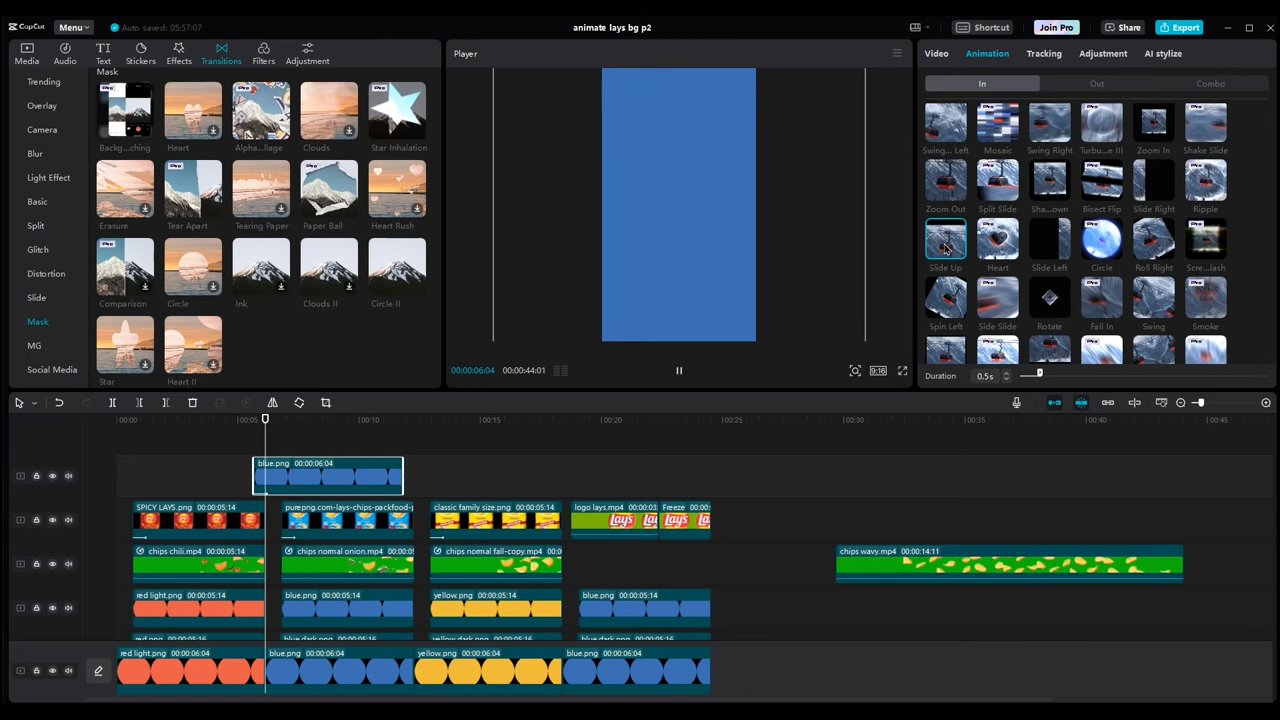 CapCut
Menu
Auto saved: 05:57:07
animate lays bg p2
Shortcut
Join Pro
Share
Export
Media
Audio
Text
Stickers
Effects
Transitions
Filters
Adjustment
Trending
Overlay
Camera
Blur
Light Effect
Basic
Split
Glitch
Distortion
Slide
Mask
MG
Social Media
Mask
Backg...ching
Heart
Alpha...llage
Clouds
Star Inhalation
Erasure
Tear Apart
Tearing Paper
Paper Ball
Heart Rush
Comparison
Circle
Ink
Clouds II
Circle II
Star
Heart II
Player
00:00:06:04
00:00:44:01
9:16
Video
Animation
Tracking
Adjustment
AI stylize
In
Out
Combo
Swing... Left
Mosaic
Swing Right
Turbu...e III
Zoom In
Shake Slide
Zoom Out
Split Slide
Sha...own
Bisect Flip
Slide Right
Ripple
Slide Up
Heart
Slide Left
Circle
Roll Right
Scre...lash
Spin Left
Side Slide
Rotate
Fall In
Swing
Smoke
Duration
0.5s
00:00
00:05
00:10
00:15
00:20
00:25
00:30
00:35
00:40
00:45
blue.png 00:00:06:04
SPICY LAYS.png 00:00:05:14
purepng.com-lays-chips-packfood-p
classic family size.png 00:00:05:14
logo lays.mp4 00:00:03:
Freeze 00:00:
chips chili.mp4 00:00:05:14
chips normal onion.mp4 00:00:05
chips normal fall-copy.mp4 00:0
chips wavy.mp4 00:00:14:11
red light.png 00:00:05:14
blue.png 00:00:05:14
yellow.png 00:00:05:14
blue.png 00:00:05:14
red.png 00:00:05:16
blue dark.png 00:00:05:16
yellow dark.png 00:00:05:16
blue dark.png 00:00:05:16
red light.png 00:00:06:04
blue.png 00:00:06:04
yellow.png 00:00:06:04
blue.png 00:00:06:04